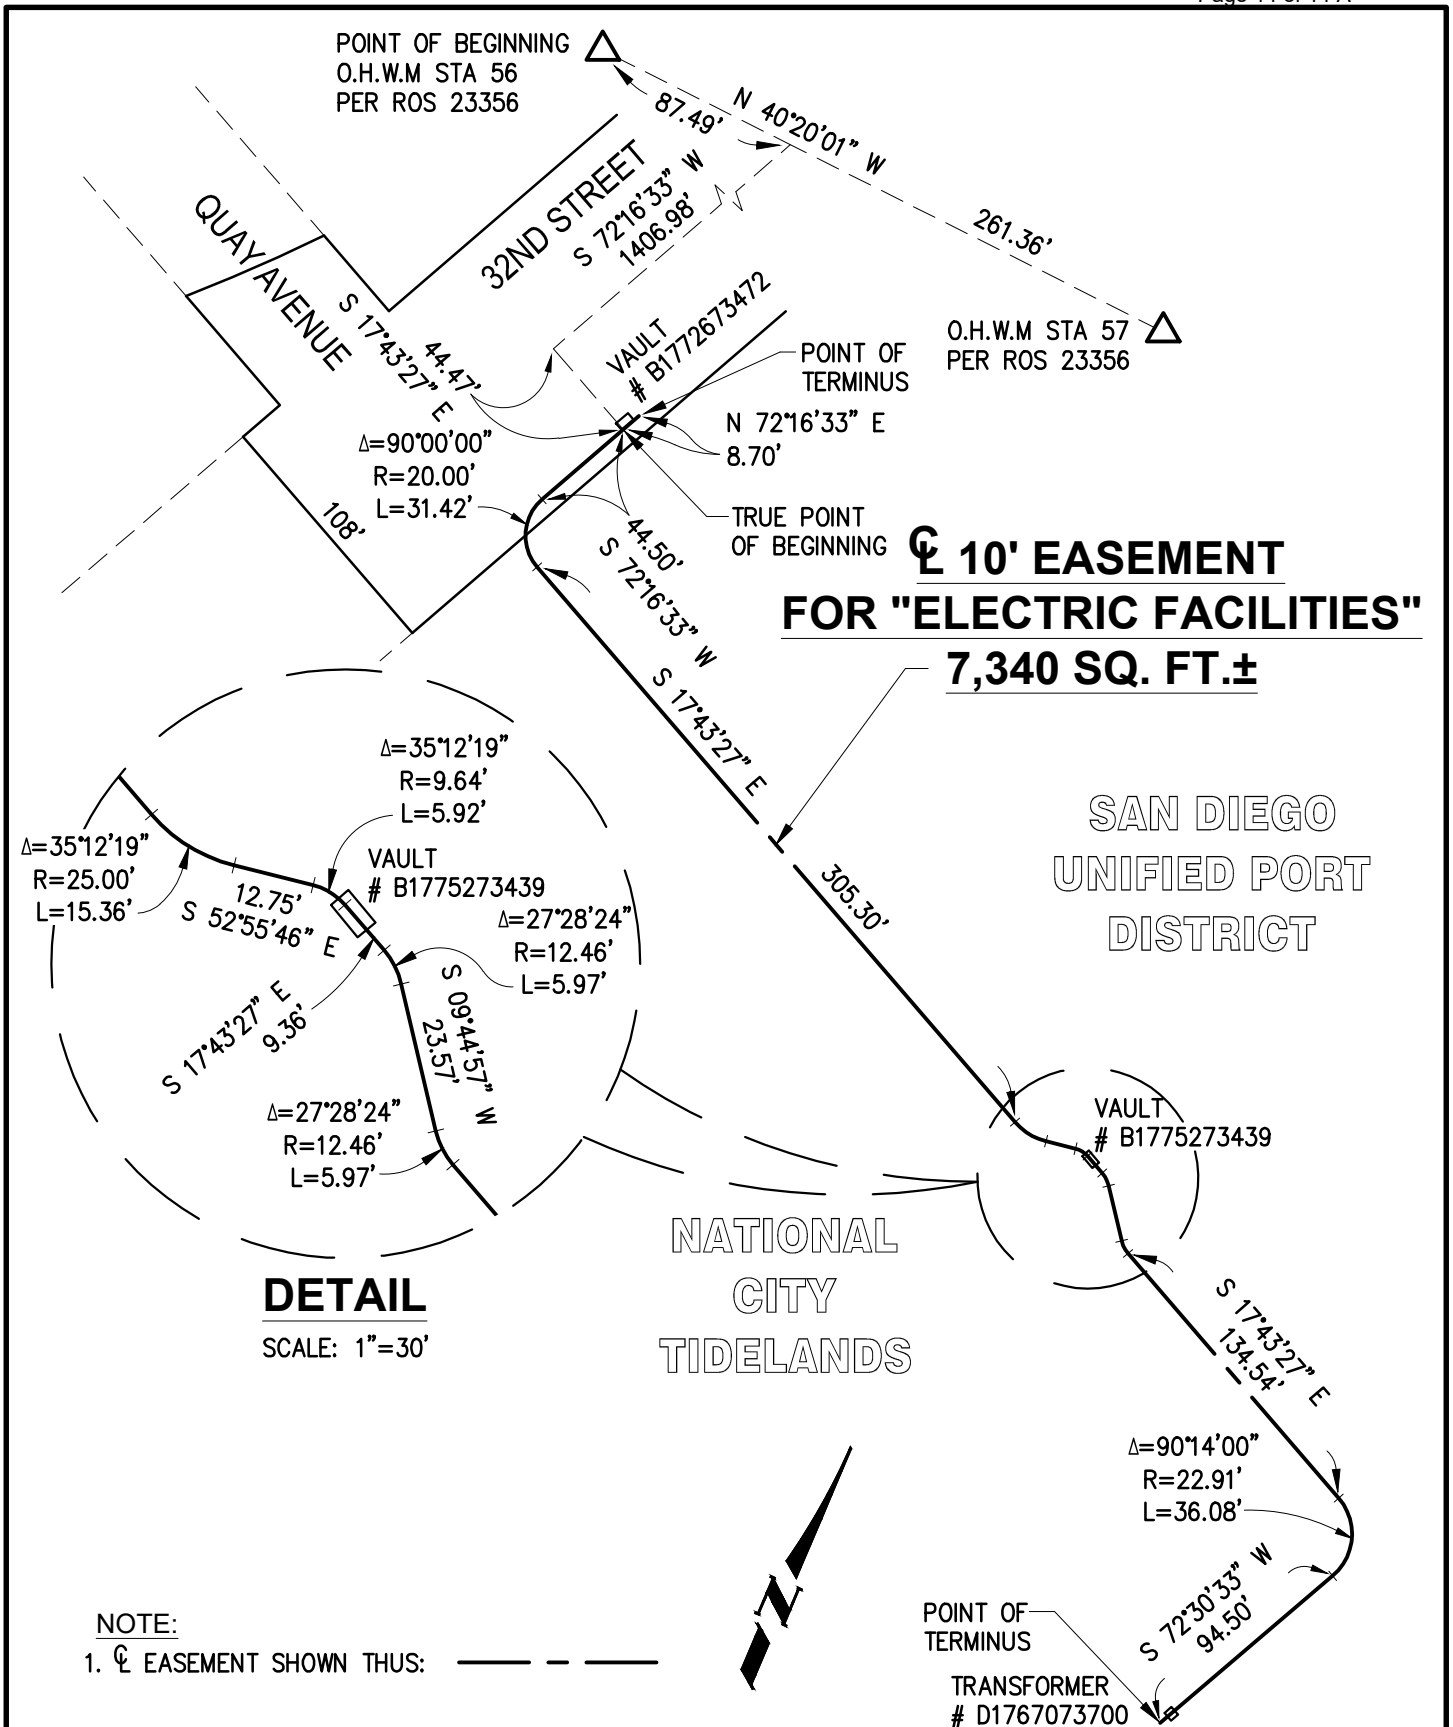 POINT OF BEGINNING
O.H.W.M STA 56
PER ROS 23356
87.49'
N 40°20'01" W
261.36'
O.H.W.M STA 57
PER ROS 23356
QUAY AVENUE
32ND STREET
S 72°16'33" W
1406.98'
S 17°43'27" E
44.47'
VAULT
# B1772673472
POINT OF
TERMINUS
N 72°16'33" E
8.70'
Δ=90°00'00"
R=20.00'
L=31.42'
108'
TRUE POINT
OF BEGINNING
44.50'
S 72°16'33" W
℄ 10' EASEMENT
FOR "ELECTRIC FACILITIES"
7,340 SQ. FT.±
S 17°43'27" E
305.30'
SAN DIEGO
UNIFIED PORT
DISTRICT
Δ=35°12'19"
R=9.64'
L=5.92'
Δ=35°12'19"
R=25.00'
L=15.36'
VAULT
# B1775273439
12.75'
S 52°55'46" E
Δ=27°28'24"
R=12.46'
L=5.97'
S 17°43'27" E
9.36'
S 09°44'57" W
23.57'
Δ=27°28'24"
R=12.46'
L=5.97'
DETAIL
SCALE: 1"=30'
VAULT
# B1775273439
NATIONAL
CITY
TIDELANDS
S 17°43'27" E
134.54'
Δ=90°14'00"
R=22.91'
L=36.08'
S 72°30'33" W
94.50'
POINT OF
TERMINUS
TRANSFORMER
# D1767073700
N
NOTE:
1. ℄ EASEMENT SHOWN THUS: